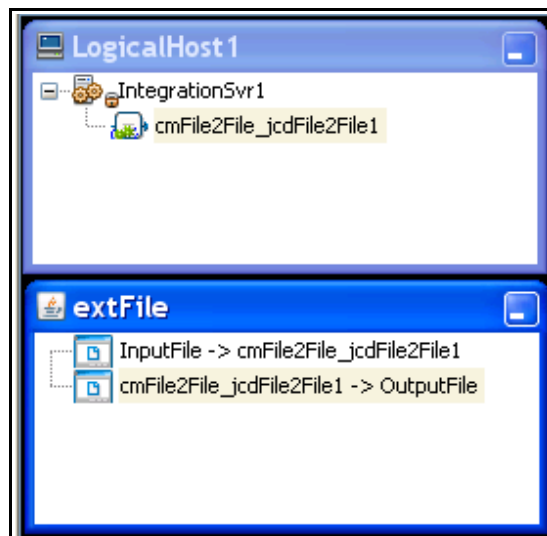 LogicalHost1
IntegrationSvr1
cmFile2File_jcdFile2File1
extFile
InputFile -> cmFile2File_jcdFile2File1
cmFile2File_jcdFile2File1 -> OutputFile